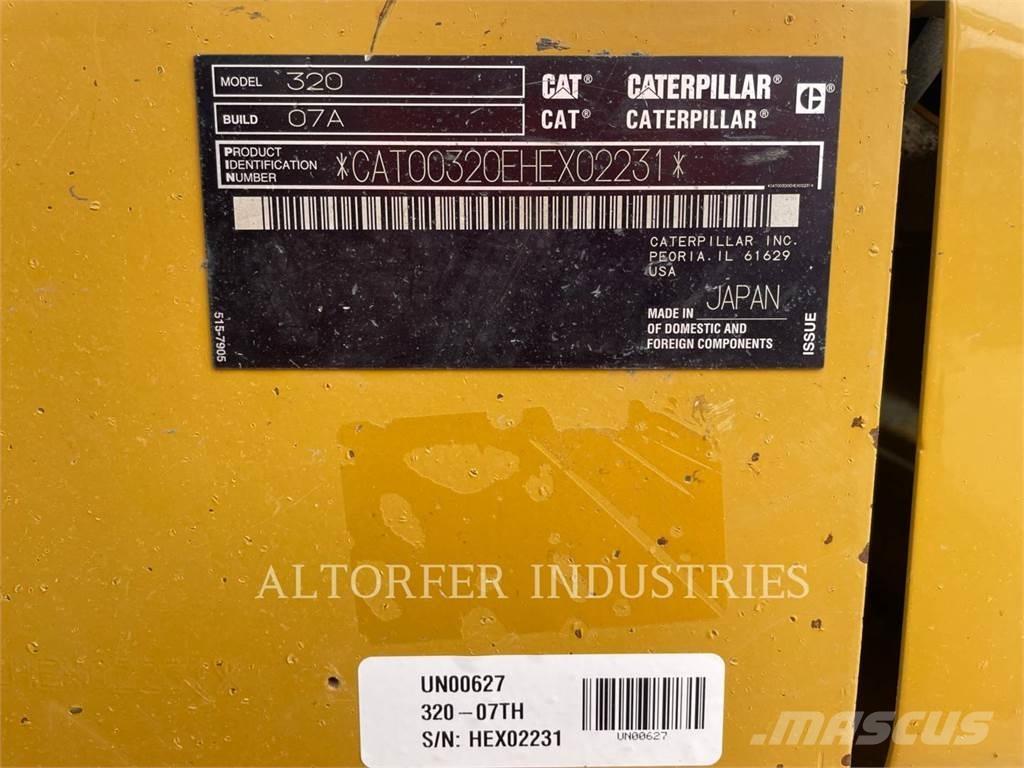 MODEL 320
BUILD 07A
CAT® CATERPILLAR®
CAT® CATERPILLAR®
C®
PRODUCT
IDENTIFICATION
NUMBER
*CAT00320EHEX02231*
*CAT00320EHEX02231*
CATERPILLAR INC.
PEORIA, IL 61629
USA
MADE IN JAPAN
OF DOMESTIC AND
FOREIGN COMPONENTS
515-7905
ISSUE
ALTORFER INDUSTRIES
UN00627
320-07TH
S/N: HEX02231
UN00627
MASCUS